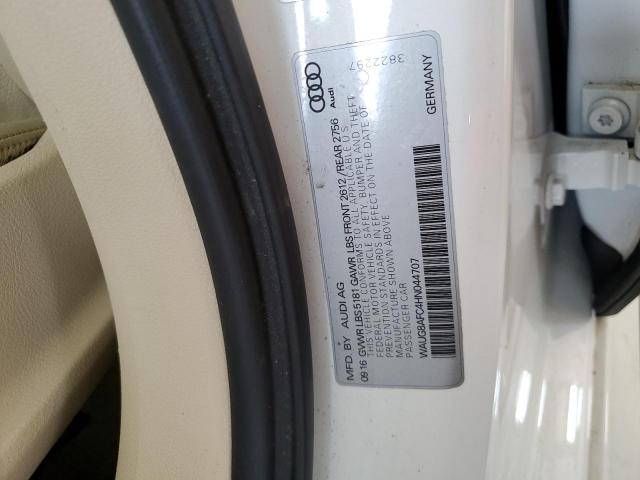 MFD BY AUDI AG Audi
09 16 GVWR LBS 5181 GAWR LBS FRONT 2612 / REAR 2756
THIS VEHICLE CONFORMS TO ALL APPLICABLE U.S.
FEDERAL MOTOR VEHICLE SAFETY, BUMPER AND THEFT
PREVENTION STANDARDS IN EFFECT ON THE DATE OF
MANUFACTURE SHOWN ABOVE
PASSENGER CAR
WAUG8AFC4HN044707 GERMANY
3822297